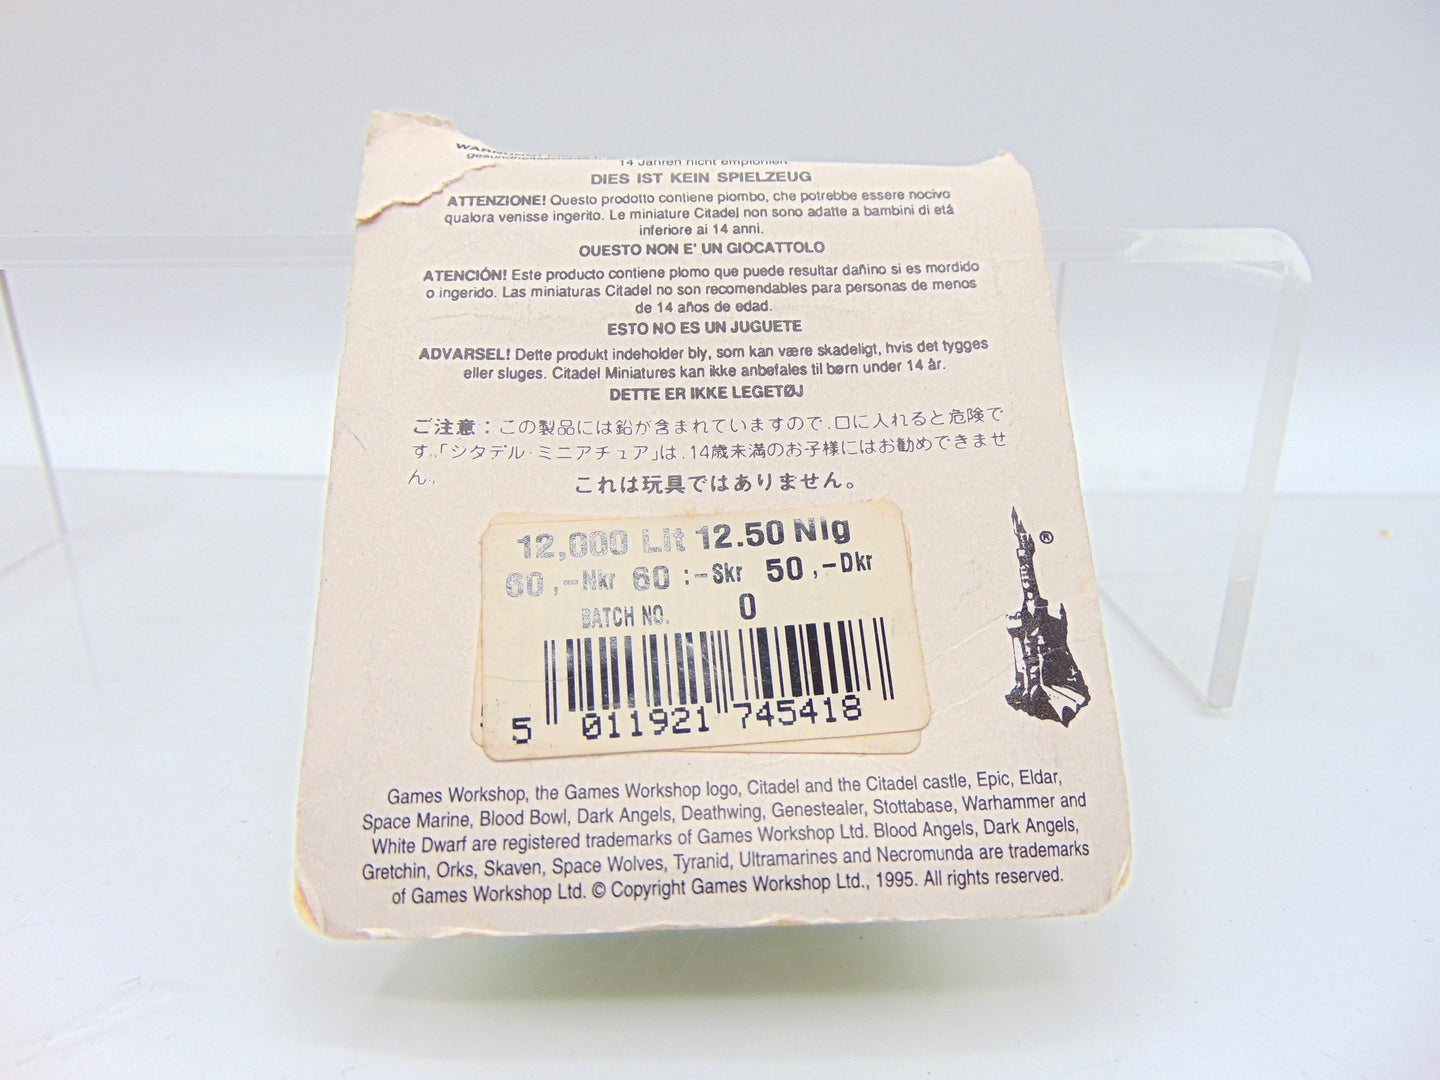 14 Jahren nicht empfohlen.
DIES IST KEIN SPIELZEUG
ATTENZIONE! Questo prodotto contiene piombo, che potrebbe essere nocivo
qualora venisse ingerito. Le miniature Citadel non sono adatte a bambini di etá
inferiore ai 14 anni.
QUESTO NON E' UN GIOCATTOLO
ATENCIÓN! Este producto contiene plomo que puede resultar dañino si es mordido
o ingerido. Las miniaturas Citadel no son recomendables para personas de menos
de 14 años de edad.
ESTO NO ES UN JUGUETE
ADVARSEL! Dette produkt indeholder bly, som kan være skadeligt, hvis det tygges
eller sluges. Citadel Miniatures kan ikke anbefales til børn under 14 år.
DETTE ER IKKE LEGETØJ
ご注意：この製品には鉛が含まれていますので、口に入れると危険で
す。「シタデル・ミニアチュア」は、14歳未満のお子様にはお勧めできませ
ん。
これは玩具ではありません。
12,000 Lit 12.50 Nlg
60,-Nkr 60:-Skr 50,-Dkr
BATCH NO. 0
®
5 011921 745418
Games Workshop, the Games Workshop logo, Citadel and the Citadel castle, Epic, Eldar,
Space Marine, Blood Bowl, Dark Angels, Deathwing, Genestealer, Stottabase, Warhammer and
White Dwarf are registered trademarks of Games Workshop Ltd. Blood Angels, Dark Angels,
Gretchin, Orks, Skaven, Space Wolves, Tyranid, Ultramarines and Necromunda are trademarks
of Games Workshop Ltd. © Copyright Games Workshop Ltd., 1995. All rights reserved.